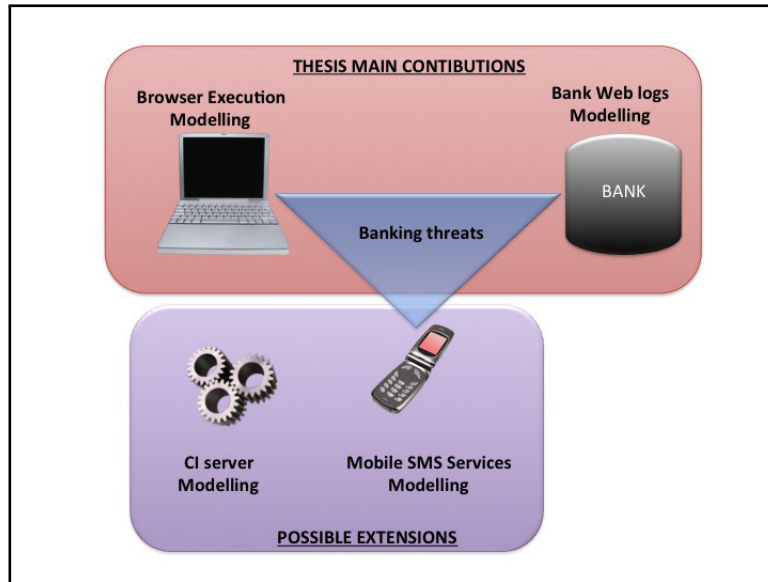 THESIS MAIN CONTIBUTIONS
Browser Execution
Modelling
Bank Web logs
Modelling
BANK
Banking threats
CI server
Modelling
Mobile SMS Services
Modelling
POSSIBLE EXTENSIONS